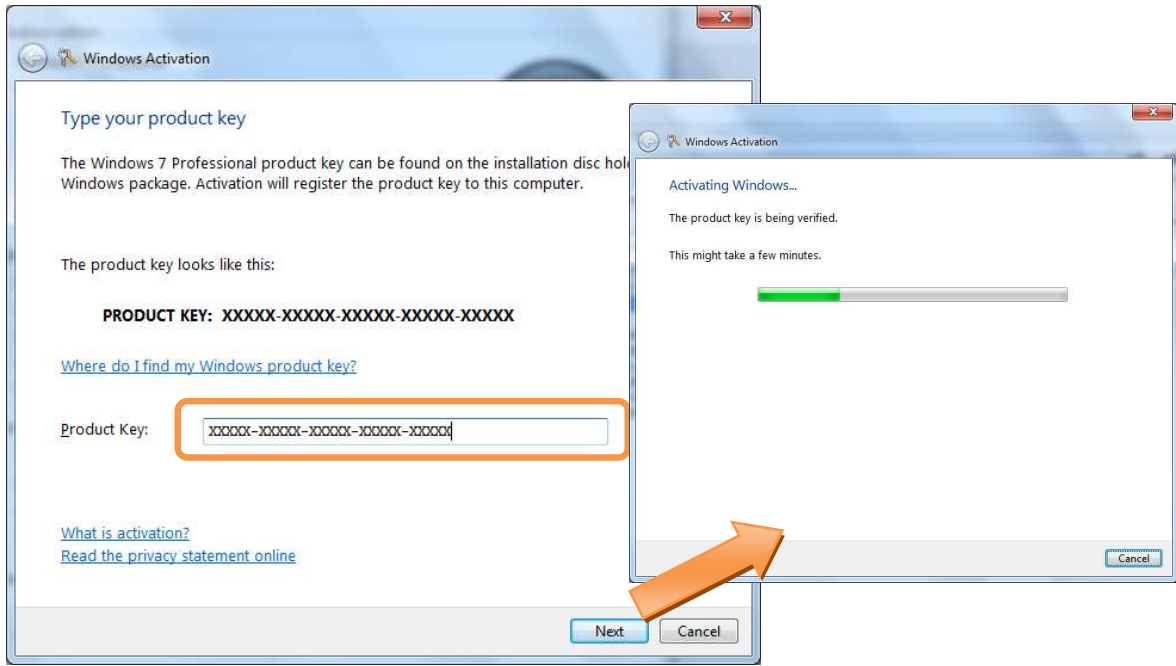 Windows Activation
Type your product key
The Windows 7 Professional product key can be found on the installation disc
Windows package. Activation will register the product key to this computer.
The product key looks like this:
PRODUCT KEY: XXXXX-XXXXX-XXXXX-XXXXX-XXXXX
Where do I find my Windows product key?
Product Key: XXXXX-XXXXX-XXXXX-XXXXX-XXXXX
What is activation?
Read the privacy statement online
Next Cancel
Windows Activation
Activating Windows...
The product key is being verified.
This might take a few minutes.
Cancel